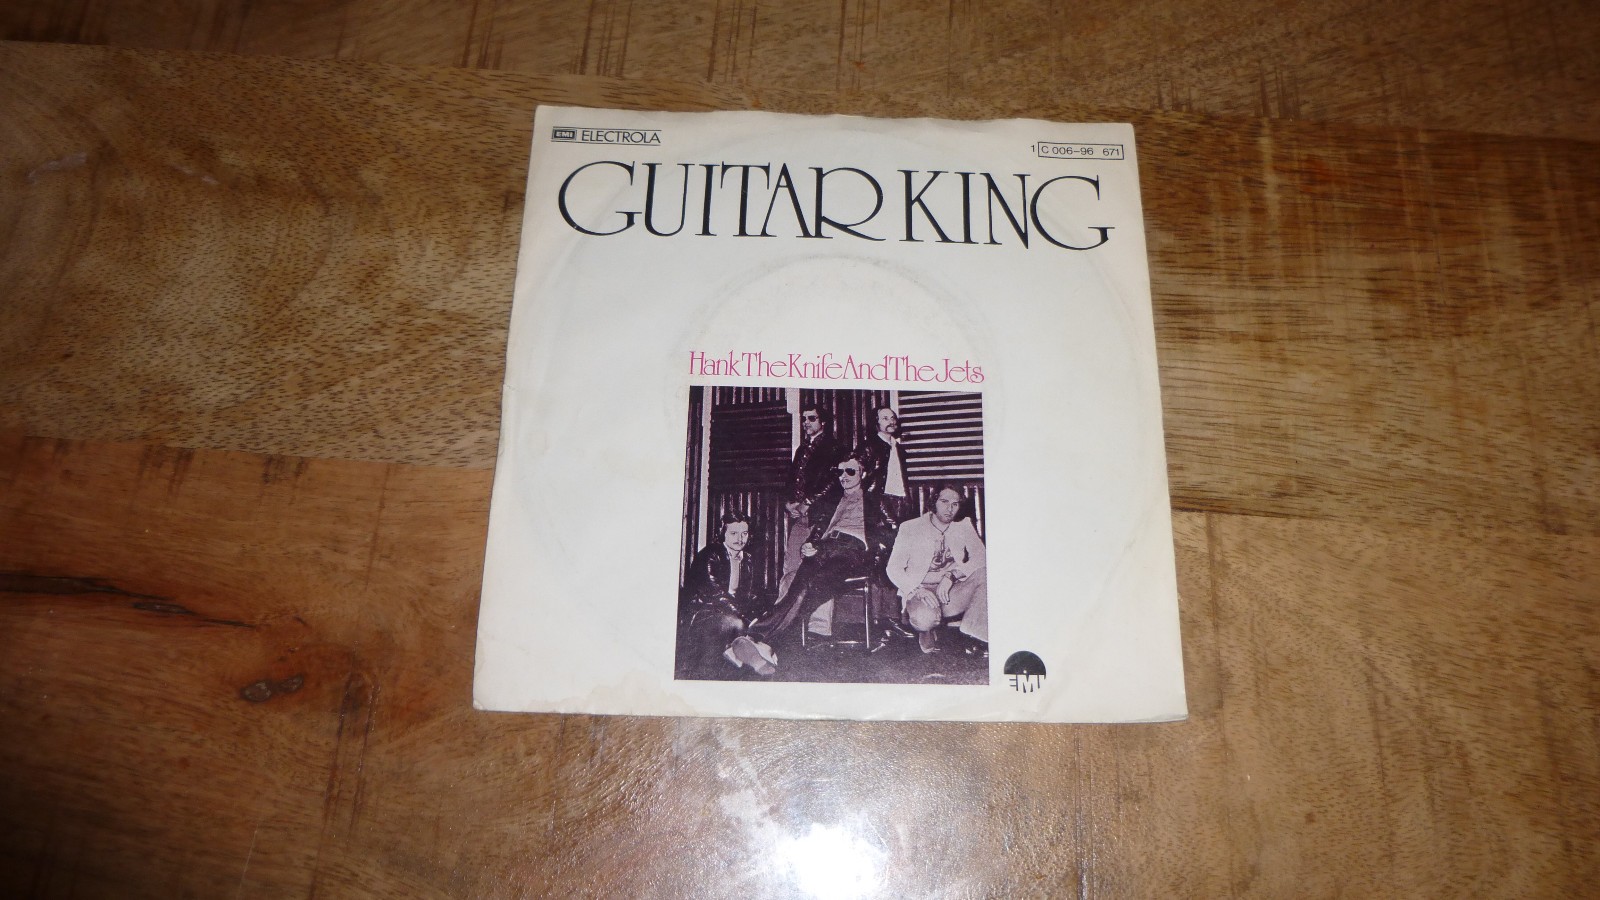 EMI ELECTROLA
1 C 006-96 671
GUITAR KING
Hank The Knife And The Jets
EMI